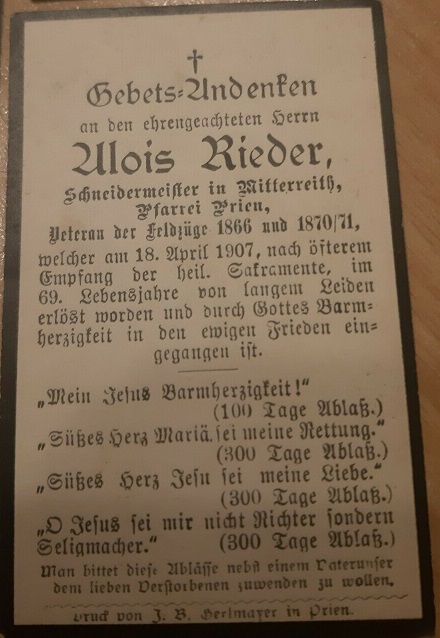 Gebets-Andenken
an den ehrengeachteten Herrn
Alois Rieder,
Schneidermeister in Mitterreith,
Pfarrei Prien,
Veteran der Feldzüge 1866 und 1870/71,
welcher am 18. April 1907, nach öfterem
Empfang der heil. Sakramente, im
69. Lebensjahre von langem Leiden
erlöst worden und durch Gottes Barm-
herzigkeit in den ewigen Frieden ein-
gegangen ist.
„Mein Jesus Barmherzigkeit!"
(100 Tage Ablaß.)
„Süßes Herz Mariä, sei meine Rettung."
(300 Tage Ablaß.)
„Süßes Herz Jesu sei meine Liebe."
(300 Tage Ablaß.)
„O Jesus sei mir nicht Richter sondern
Seligmacher." (300 Tage Ablaß.)
Man bittet diese Ablässe nebst einem Vaterunser
dem lieben Verstorbenen zuwenden zu wollen.
Druck von J. B. Herlmayer in Prien.